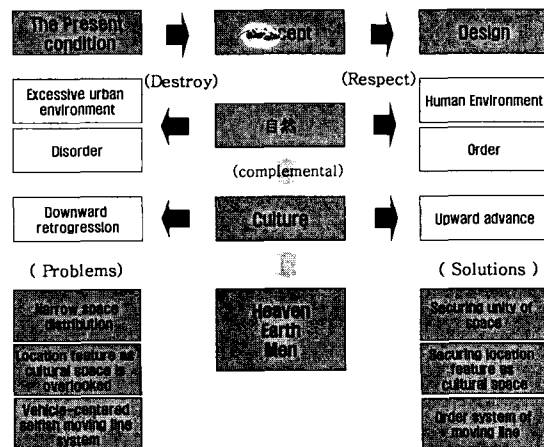 The Present condition
Design
(Destroy)
(Respect)
Excessive urban environment
自然
Human Environment
Disorder
Order
(complemental)
Downward retrogression
Culture
Upward advance
( Problems)
( Solutions )
Narrow space distribution
Heaven
Earth
Men
Securing unity of space
Location feature as cultural space is overlooked
Securing location feature as cultural space
Vehicle-centered selfish moving line system
Order system of moving line